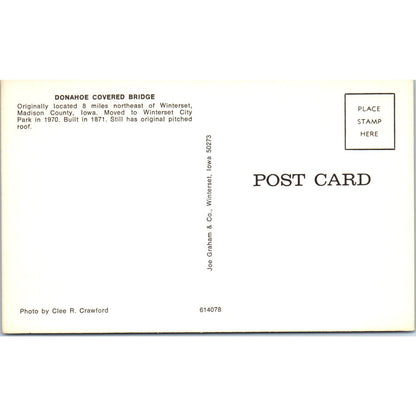 DONAHOE COVERED BRIDGE
Originally located 8 miles northeast of Winterset,
Madison County, Iowa. Moved to Winterset City
Park in 1970. Built in 1871. Still has original pitched
roof.
Photo by Clee R. Crawford
Joe Graham & Co., Winterset, Iowa 50273
614078
POST CARD
PLACE
STAMP
HERE